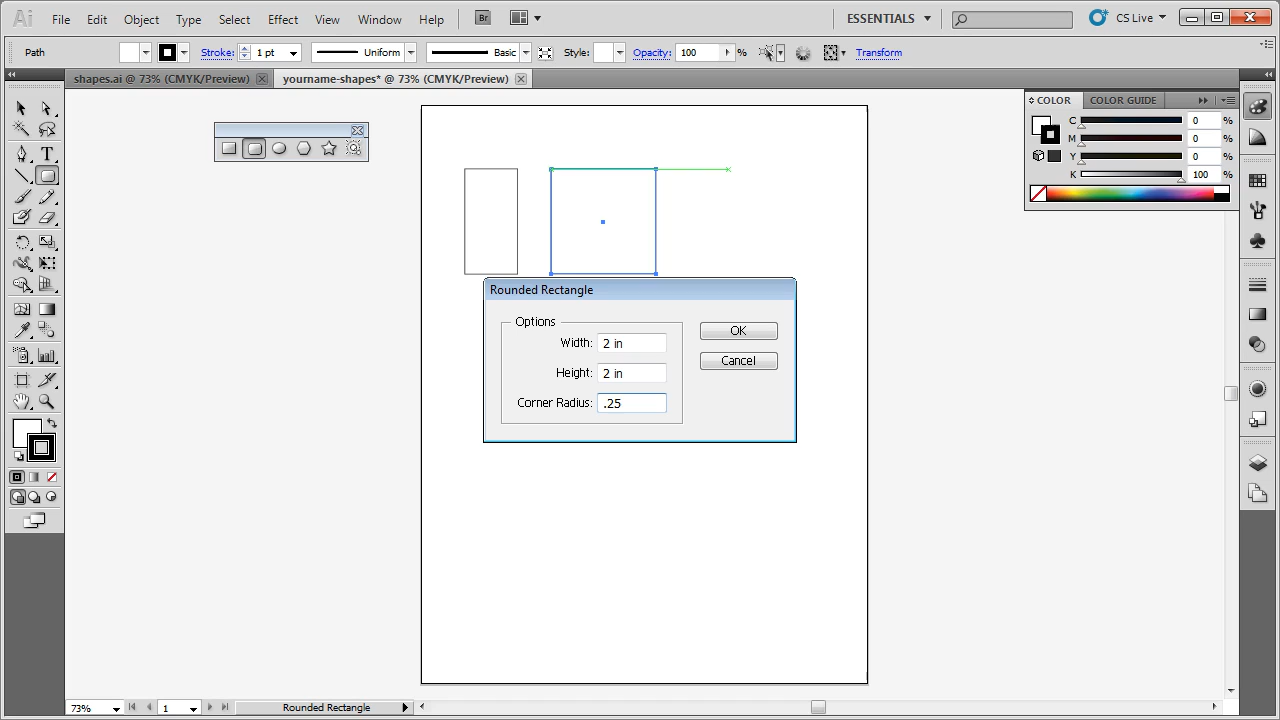 Ai File Edit Object Type Select Effect View Window Help Br ESSENTIALS CS Live
Path Stroke: 1 pt Uniform Basic Style: Opacity: 100 % Transform
shapes.ai @ 73% (CMYK/Preview) yourname-shapes* @ 73% (CMYK/Preview)
COLOR COLOR GUIDE
C 0 %
M 0 %
Y 0 %
K 100 %
T
Rounded Rectangle
Options
Width: 2 in
Height: 2 in
Corner Radius: .25
OK
Cancel
73% 1 Rounded Rectangle